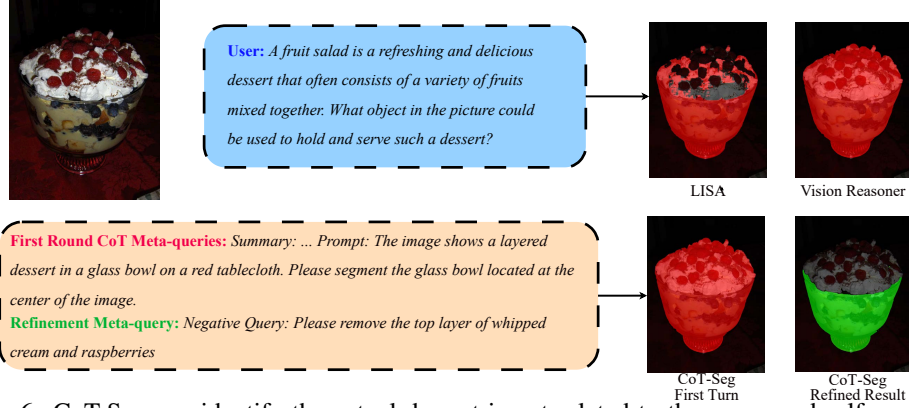 User: A fruit salad is a refreshing and delicious
dessert that often consists of a variety of fruits
mixed together. What object in the picture could
be used to hold and serve such a dessert?
LISA
Vision Reasoner
First Round CoT Meta-queries: Summary: ... Prompt: The image shows a layered
dessert in a glass bowl on a red tablecloth. Please segment the glass bowl located at the
center of the image.
Refinement Meta-query: Negative Query: Please remove the top layer of whipped
cream and raspberries
CoT-Seg
First Turn
CoT-Seg
Refined Result